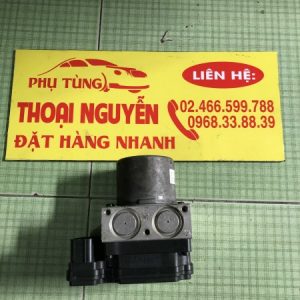 PHỤ TÙNG
THOẠI NGUYỄN
ĐẶT HÀNG NHANH
LIÊN HỆ:
02.466.599.788
0968.33.88.39